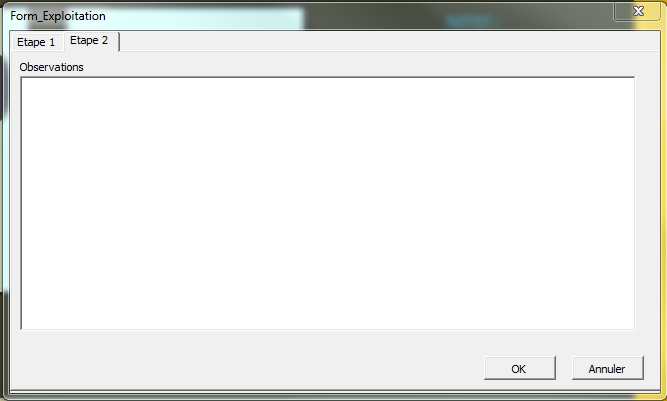 Form_Exploitation
Etape 1
Etape 2
Observations
OK
Annuler